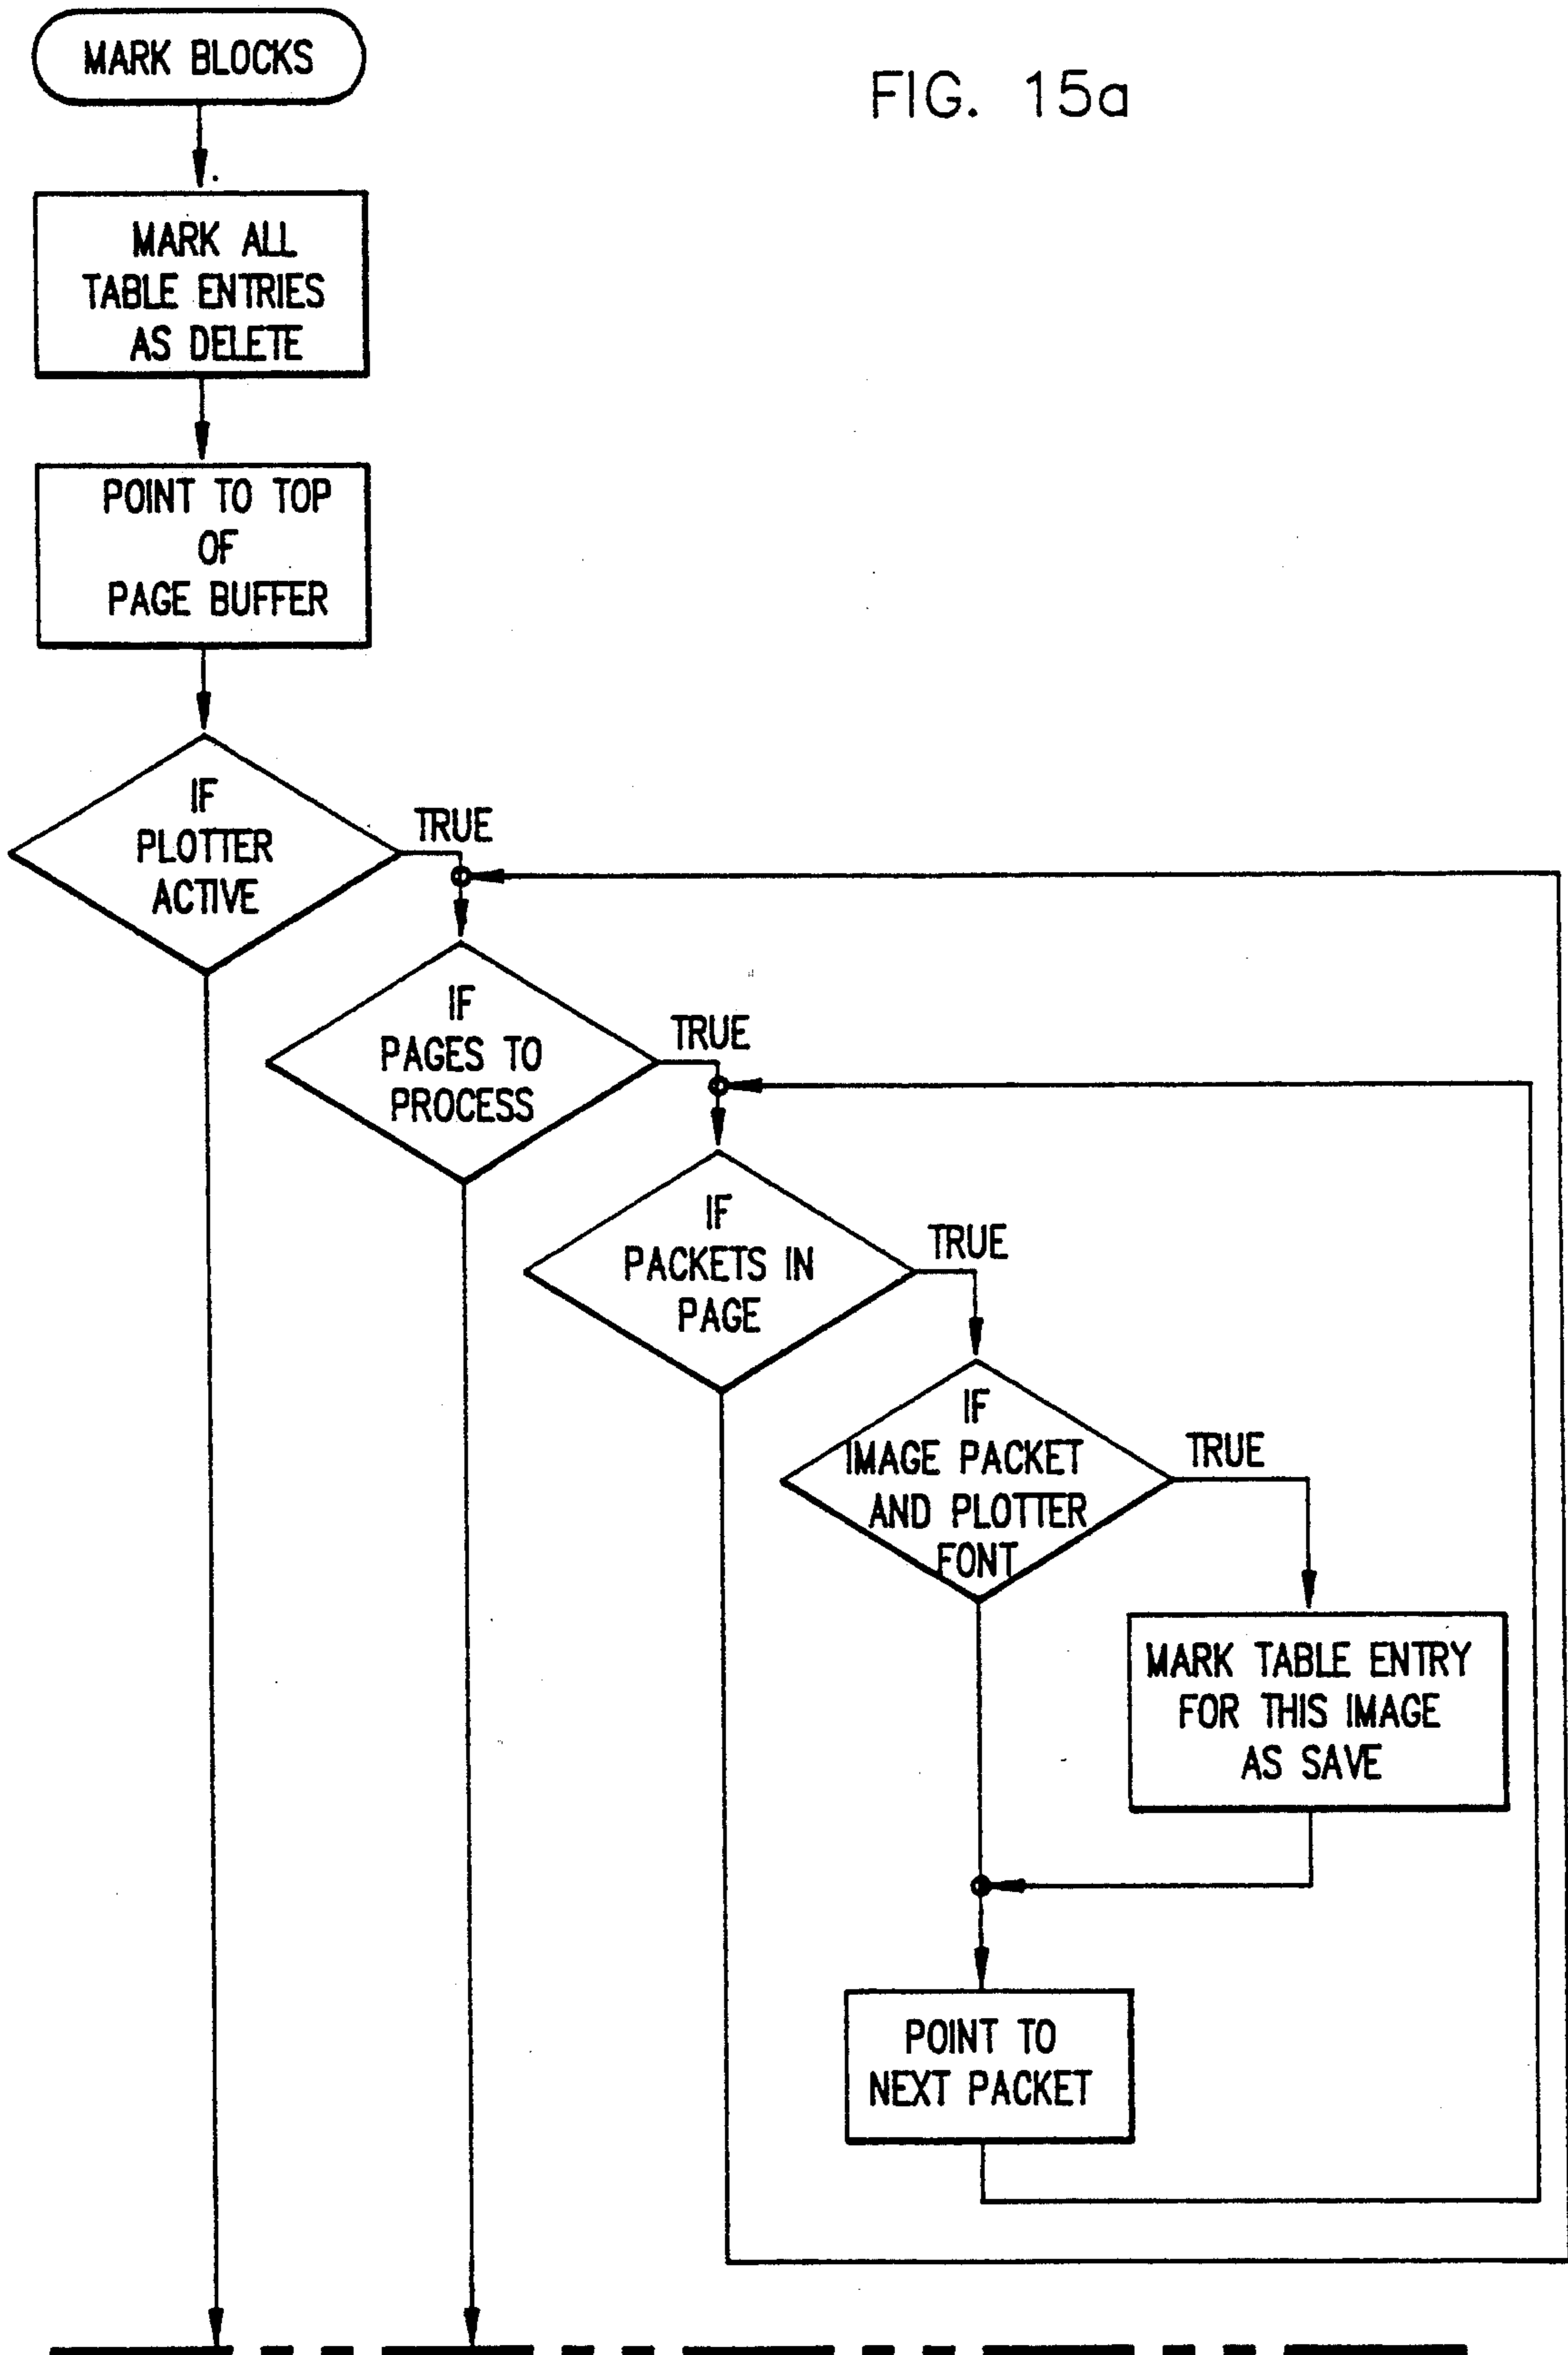 MARK BLOCKS
FIG. 15a
MARK ALL
TABLE ENTRIES
AS DELETE
POINT TO TOP
OF
PAGE BUFFER
IF
PLOTTER
ACTIVE
TRUE
IF
PAGES TO
PROCESS
TRUE
IF
PACKETS IN
PAGE
TRUE
IF
IMAGE PACKET
AND PLOTTER
FONT
TRUE
MARK TABLE ENTRY
FOR THIS IMAGE
AS SAVE
POINT TO
NEXT PACKET